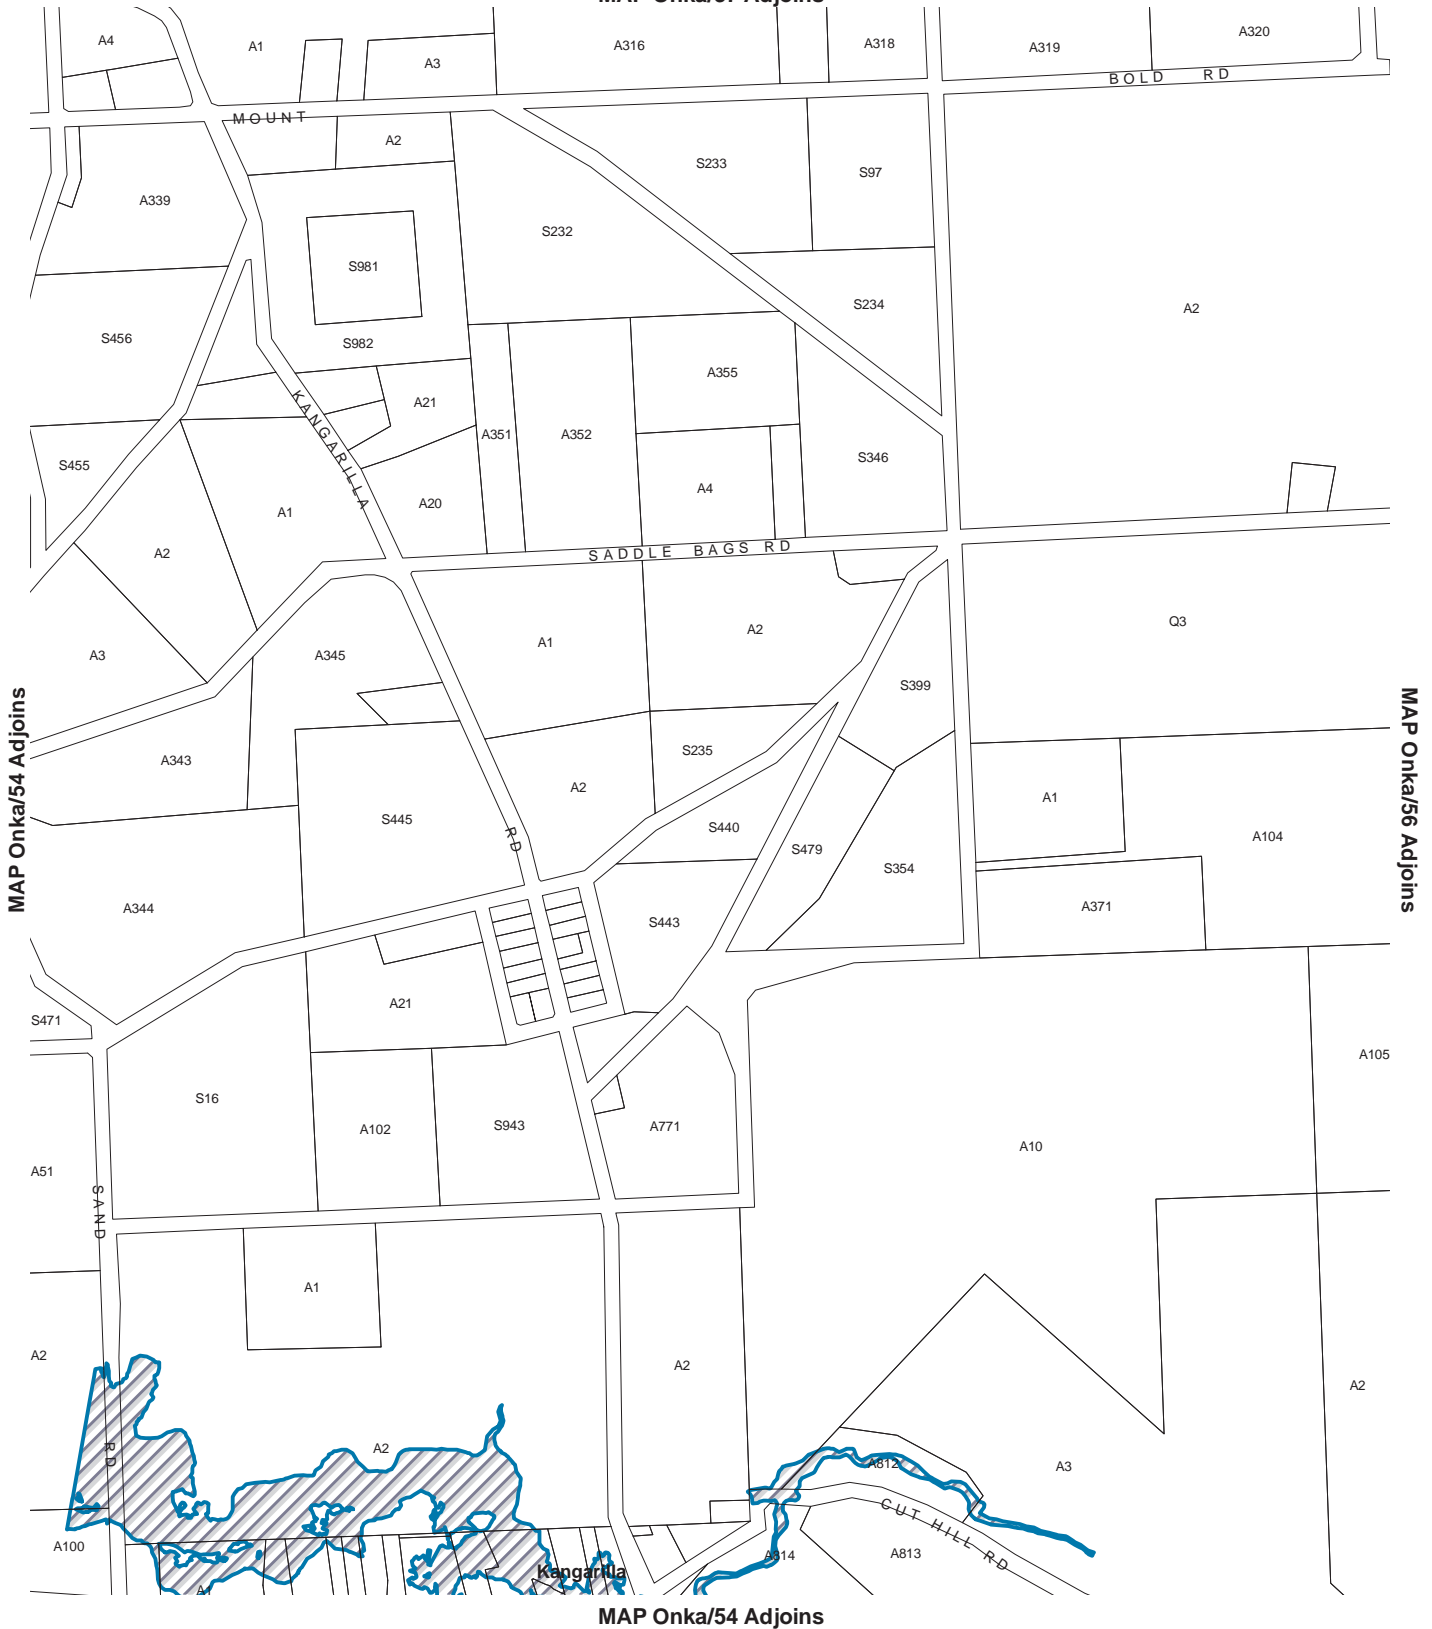 A4
A1
A3
A316
A318
A319
A320
BOLD RD
MOUNT
A2
S233
S97
A339
S232
S981
S234
A2
S456
S982
A355
A21
KANGARILLA
A351
A352
S346
S455
A4
A20
A1
A2
SADDLE BAGS RD
Q3
A1
A2
A3
A345
S399
MAP Onka/54 Adjoins
MAP Onka/56 Adjoins
S235
A343
A2
A1
S445
S440
RD
A104
S479
S354
A371
A344
S443
A21
S471
A105
S16
A102
S943
A771
A10
A51
SAND
A1
A2
A2
A2
A2
RD
A812
A3
CUT HILL RD
A100
A814
A813
Kangarilla
MAP Onka/54 Adjoins